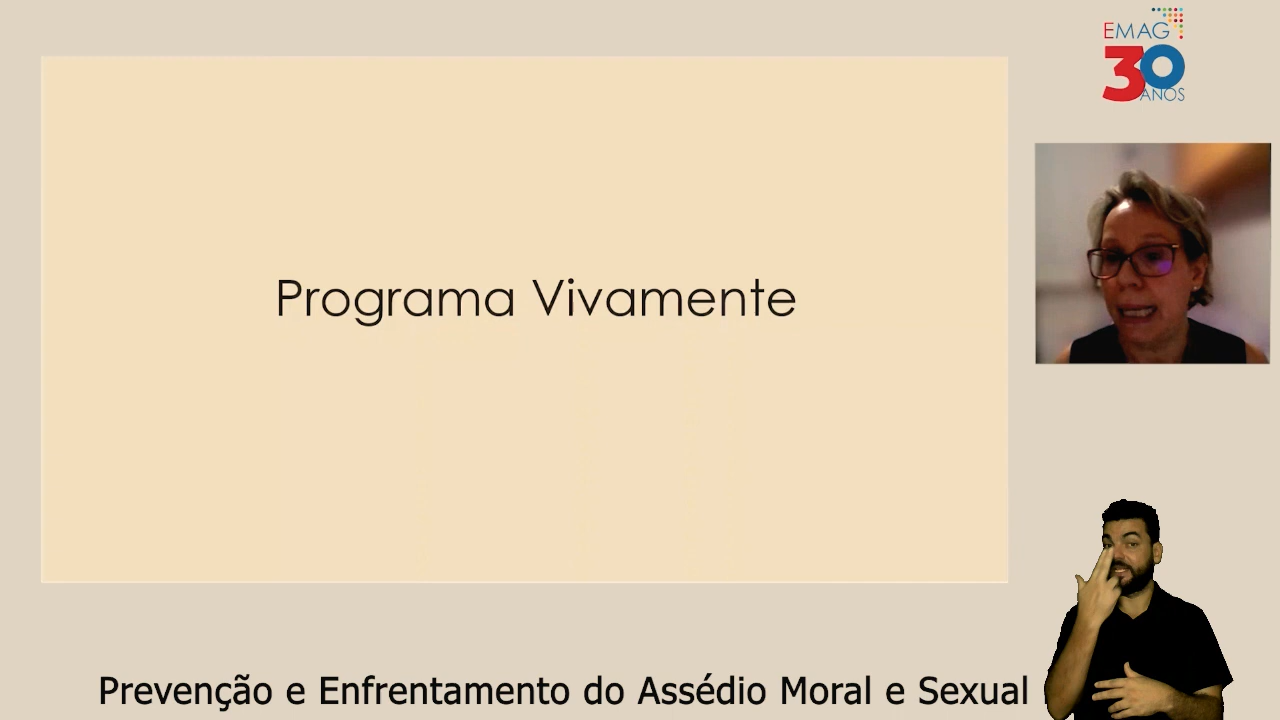 EMAG
30
ANOS
Programa Vivamente
Prevenção e Enfrentamento do Assédio Moral e Sexual